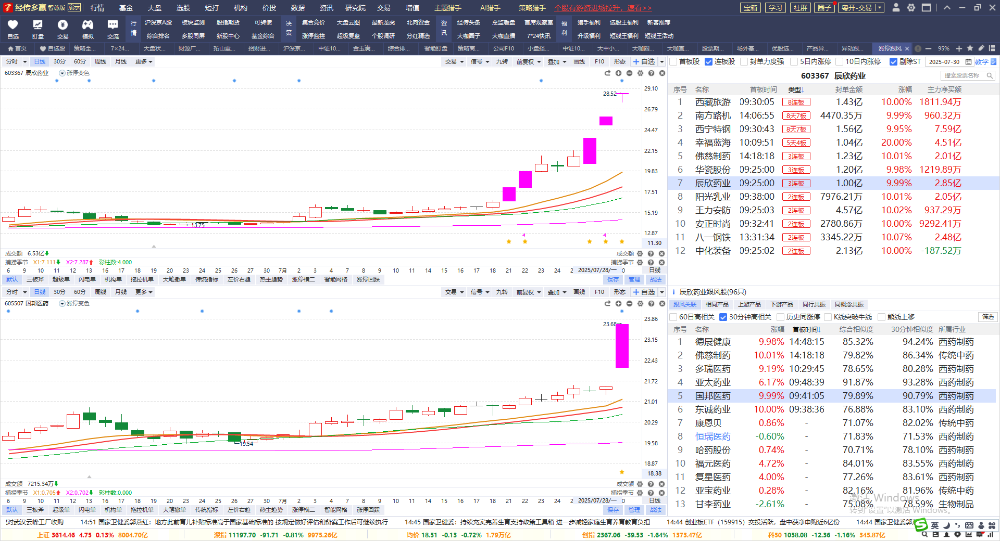 经传多赢 智尊版 演示 行情 基金 大盘 选股 短打 机构 价投 数据 资讯 研究院 交易 增值 主题猎手 AI猎手 策略猎手 个股有游资进场拉升，速看>> 宝箱 学习 社群 圈子 粤开-交易
行情 沪深京A股 板块监测 股指期货 可转债 决策 集合竞价 大盘云图 最新龙虎 北向资金 资讯 经传头条 总监看盘 首席观察室 福利 猎手福利 选股王福利 新客推荐
自选 盯盘 交易 模拟 交流 综合排名 多股同屏 新股中心 基金综合 涨停监控 超级复盘 个股调研 分红精选 大咖圈子 大咖直播 7*24快讯 升级福利 短线王福利 短线王活动
首页 自选股 策略全... 7×24... 大盘状... 财源广... 拓山重... 招财进... 沪深京... 中证10... 金玉满... 综合排... 智能盯盘 策略商... 公司F10 小盘择... 中证10... 大中小... 大咖圈... 大咖直... 股票期... 场外基... 优股选... 产品异... 异动跟... 涨停跟风 95%
分时 日线 30分 60分 周线 月线 更多 交易 信号 九转 前复权 叠加 画线 F10 形态 自选
603367 辰欣药业 涨停变色
28.52
13.75
29.10
26.79
24.47
22.15
19.83
17.51
15.19
12.87
11.30
成交额 6.53亿 成交额
捕捞季节 X1:7.111 X2:7.287 彩柱数:4.000 捕捞季节
6 9 10 11 12 13 16 17 18 19 20 23 24 25 26 27 30 7月 2 3 4 7 8 9 10 11 14 15 16 17 18 21 22 23 24 2 2025/07/28/一 0 日线
默认 三板斧 超级单 闪电单 机构单 拖拉机单 大笔撤单 传统指标 左价右趋 热主趋势 涨停横二 智能网格 涨停回踩 保存 管理 战法
分时 日线 30分 60分 周线 月线 更多 交易 信号 九转 前复权 叠加 画线 F10 形态 自选
605507 国邦医药 涨停变色
23.68
19.54
23.86
23.15
22.43
21.72
21.01
20.29
19.58
18.87
18.38
成交额 7215.34万 成交额
捕捞季节 X1:0.705 X2:0.702 彩柱数:0.000 捕捞季节
6 9 10 11 12 13 16 17 18 19 20 23 24 25 26 27 30 7月 2 3 4 7 8 9 10 11 14 15 16 17 18 21 22 23 24 2 2025/07/28/一 0 日线
默认 三板斧 超级单 闪电单 机构单 拖拉机单 大笔撤单 传统指标 左价右趋 热主趋势 涨停横二 智能网格 涨停回踩 保存 管理 战法
首板股 连板股 封单力度强 5日内涨停 10日内涨停 剔除ST 2025-07-30 教学
603367 辰欣药业 搜索股票名称
序号 名称 首板时间 类型↓ 封单金额 涨幅 主力净买额
1 西藏旅游 09:30:05 8连板 1.43亿 10.00% 1811.94万
2 南方路机 14:06:55 8天7板 4470.35万 9.99% 960.32万
3 西宁特钢 09:30:43 8天7板 1.56亿 9.95% 7.59亿
4 幸福蓝海 10:09:51 5天4板 1.04亿 20.00% 4.51亿
5 佛慈制药 14:18:18 3连板 1.23亿 10.01% 2.01亿
6 华瓷股份 09:25:00 3连板 1.20亿 9.98% 1219.89万
7 辰欣药业 09:25:00 3连板 1.00亿 9.99% 2.85亿
8 阳光乳业 09:38:00 2连板 7976.21万 10.01% 2.05亿
9 王力安防 09:25:03 2连板 4.57亿 10.02% 937.29万
10 安正时尚 09:32:41 2连板 2780.86万 10.00% 9292.41万
11 八一钢铁 13:31:34 2连板 3345.22万 10.07% 2.48亿
12 中化装备 09:25:02 2连板 2.13亿 10.00% -187.52万
辰欣药业跟风股(96只)
跟风关联 相同产品 上游产品 下游产品 同行共振 同概念共振
60日高相关 30分钟高相关 历史同涨停 K线突破牛线 熊线上移 筛选
序号 名称 涨幅 首板时间↓ 综合相似度 30分钟相似度 所属行业
1 德展健康 9.98% 14:48:15 85.32% 94.24% 西药制药
2 佛慈制药 10.01% 14:18:18 79.82% 86.34% 传统中药
3 多瑞医药 9.19% 10:29:45 78.65% 80.28% 西药制药
4 亚太药业 6.17% 09:48:39 91.87% 93.28% 西药制药
5 国邦医药 9.99% 09:41:05 79.89% 90.79% 西药制药
6 东诚药业 10.00% 09:38:36 76.88% 83.10% 西药制药
7 康恩贝 0.86% - 71.07% 82.02% 传统中药
8 恒瑞医药 -0.60% - 71.83% 71.53% 西药制药
9 哈药股份 0.74% - 70.71% 78.10% 西药制药
10 福元医药 4.72% - 84.01% 83.55% 西药制药
11 复星医药 4.00% - 77.26% 83.61% 西药制药
12 亚宝药业 0.28% - 82.16% 81.96% 传统中药
13 甘李药业 -2.61% - 75.08% 78.59% 生物制品
激活 Windows
转到"设置"以激活 Windows。
对武汉云峰工厂收购 14:51 国家卫健委郭燕红：地方此前育儿补贴标准高于国家基础标准的 按规定做好评估和备案工作后可继续执行 14:45 国家卫健委：持续充实完善生育支持政策工具箱 进一步减轻家庭生育养育教育负担 14:44 创业板ETF（159915）交投活跃，盘中获净申购近6亿份 14:44 国家卫健委郭
英
上证 3614.46 4.75 0.13% 8004.70亿 深指 11197.70 -91.71 -0.81% 9975.26亿 均价 18.51 -0.13 -0.72% 1.79万亿 创指 2367.06 -39.53 -1.64% 1373.47亿 科50 1058.08 -12.36 -1.16% 345.87亿